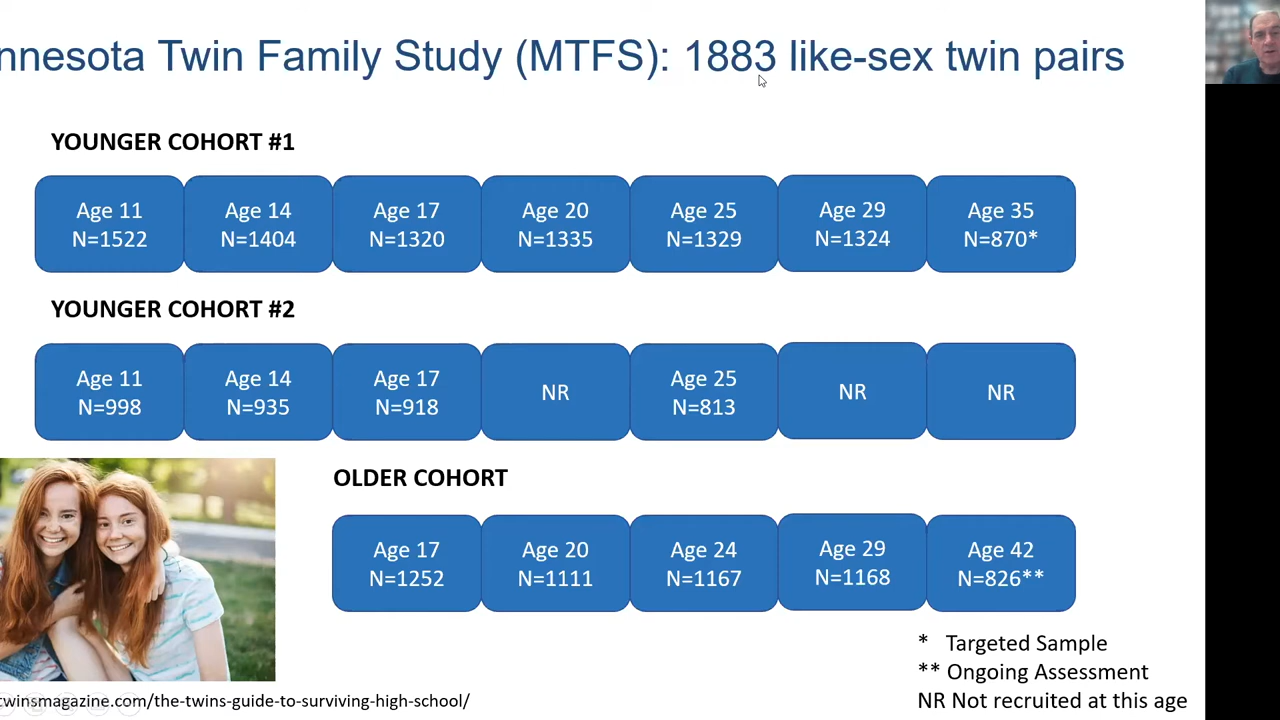 nnesota Twin Family Study (MTFS): 1883 like-sex twin pairs
YOUNGER COHORT #1
Age 11
N=1522
Age 14
N=1404
Age 17
N=1320
Age 20
N=1335
Age 25
N=1329
Age 29
N=1324
Age 35
N=870*
YOUNGER COHORT #2
Age 11
N=998
Age 14
N=935
Age 17
N=918
NR
Age 25
N=813
NR
NR
OLDER COHORT
Age 17
N=1252
Age 20
N=1111
Age 24
N=1167
Age 29
N=1168
Age 42
N=826**
* Targeted Sample
** Ongoing Assessment
NR Not recruited at this age
twinsmagazine.com/the-twins-guide-to-surviving-high-school/